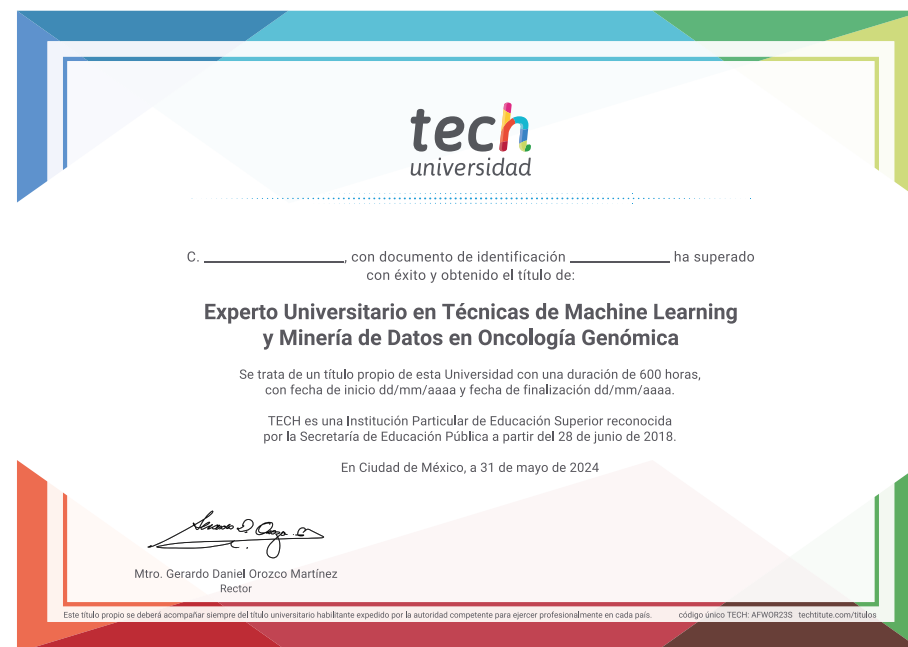 tech
universidad
C. ____________, con documento de identificación ____________ ha superado
con éxito y obtenido el título de:
Experto Universitario en Técnicas de Machine Learning
y Minería de Datos en Oncología Genómica
Se trata de un título propio de esta Universidad con una duración de 600 horas,
con fecha de inicio dd/mm/aaaa y fecha de finalización dd/mm/aaaa.
TECH es una Institución Particular de Educación Superior reconocida
por la Secretaría de Educación Pública a partir del 28 de junio de 2018.
En Ciudad de México, a 31 de mayo de 2024
Mtro. Gerardo Daniel Orozco Martínez
Rector
Este título propio se deberá acompañar siempre del título universitario habilitante expedido por la autoridad competente para ejercer profesionalmente en cada país. código único TECH: AFWOR23S techtitute.com/titulos